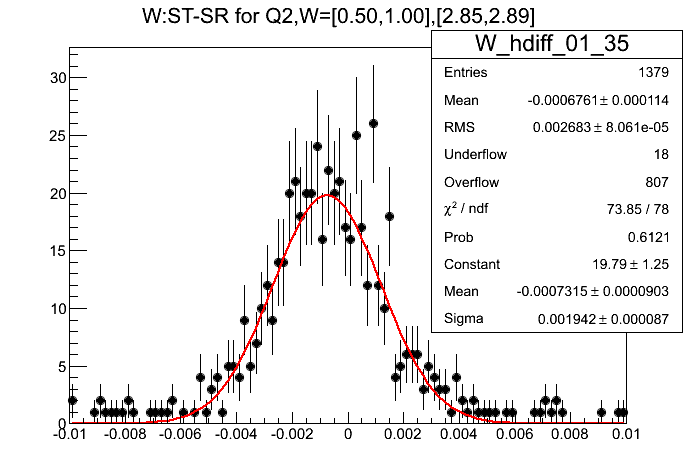 W:ST-SR for Q2,W=[0.50,1.00],[2.85,2.89]
W_hdiff_01_35
Entries 1379
Mean -0.0006761 ± 0.000114
RMS 0.002683 ± 8.061e-05
Underflow 18
Overflow 807
χ² / ndf 73.85 / 78
Prob 0.6121
Constant 19.79 ± 1.25
Mean -0.0007315 ± 0.0000903
Sigma 0.001942 ± 0.000087
30
25
20
15
10
5
0
-0.01 -0.008 -0.006 -0.004 -0.002 0 0.002 0.004 0.006 0.008 0.01